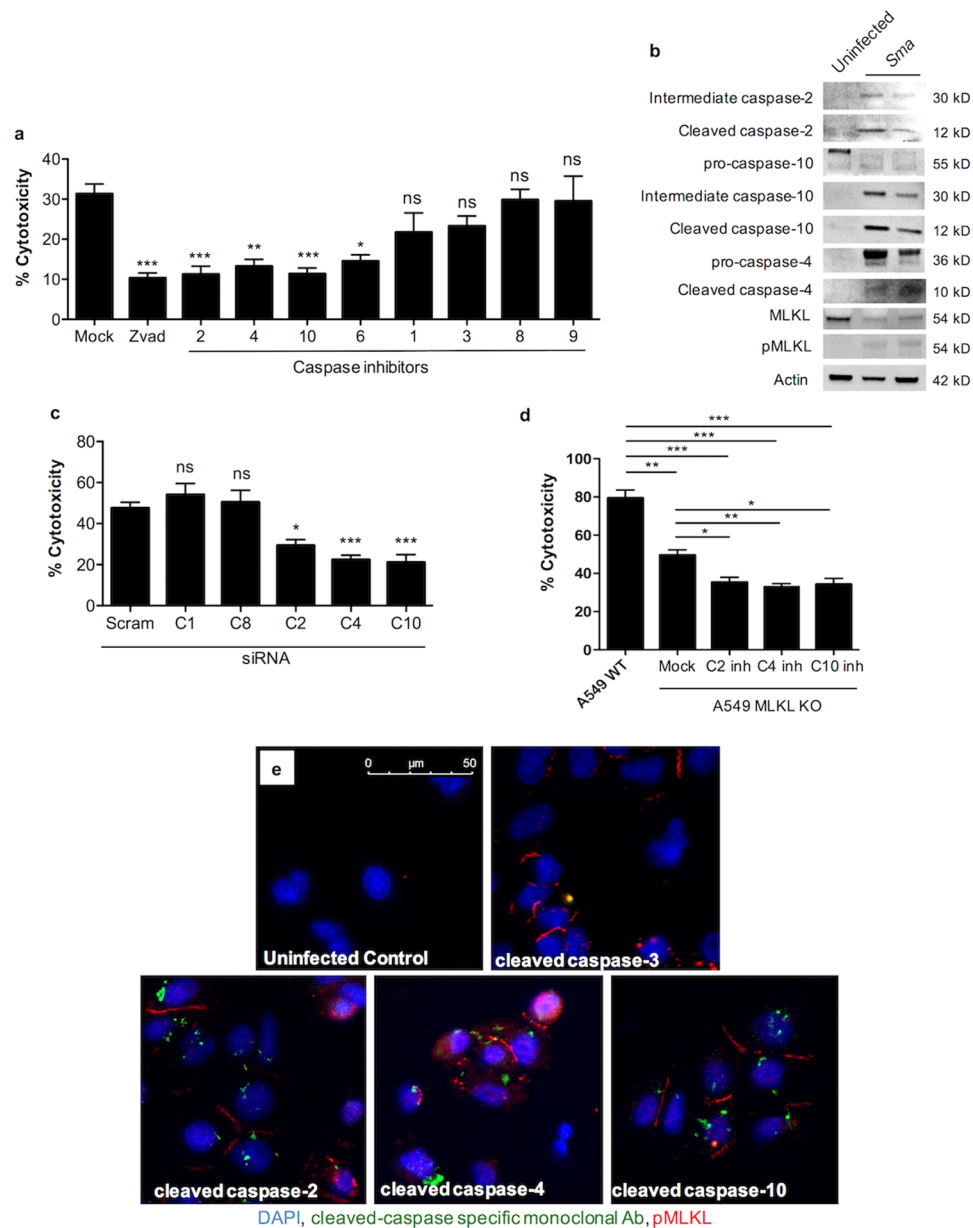 a
% Cytotoxicity
40
30
20
10
0
***
***
**
***
*
ns
ns
ns
ns
Mock Zvad 2 4 10 6 1 3 8 9
Caspase inhibitors
b
Uninfected Sma
Intermediate caspase-2 30 kD
Cleaved caspase-2 12 kD
pro-caspase-10 55 kD
Intermediate caspase-10 30 kD
Cleaved caspase-10 12 kD
pro-caspase-4 36 kD
Cleaved caspase-4 10 kD
MLKL 54 kD
pMLKL 54 kD
Actin 42 kD
c
% Cytotoxicity
80
60
40
20
0
ns
ns
*
***
***
Scram C1 C8 C2 C4 C10
siRNA
d
% Cytotoxicity
100
80
60
40
20
0
***
***
***
**
*
**
*
A549 WT Mock C2 inh C4 inh C10 inh
A549 MLKL KO
e
0 µm 50
Uninfected Control
cleaved caspase-3
cleaved caspase-2
cleaved caspase-4
cleaved caspase-10
DAPI, cleaved-caspase specific monoclonal Ab, pMLKL